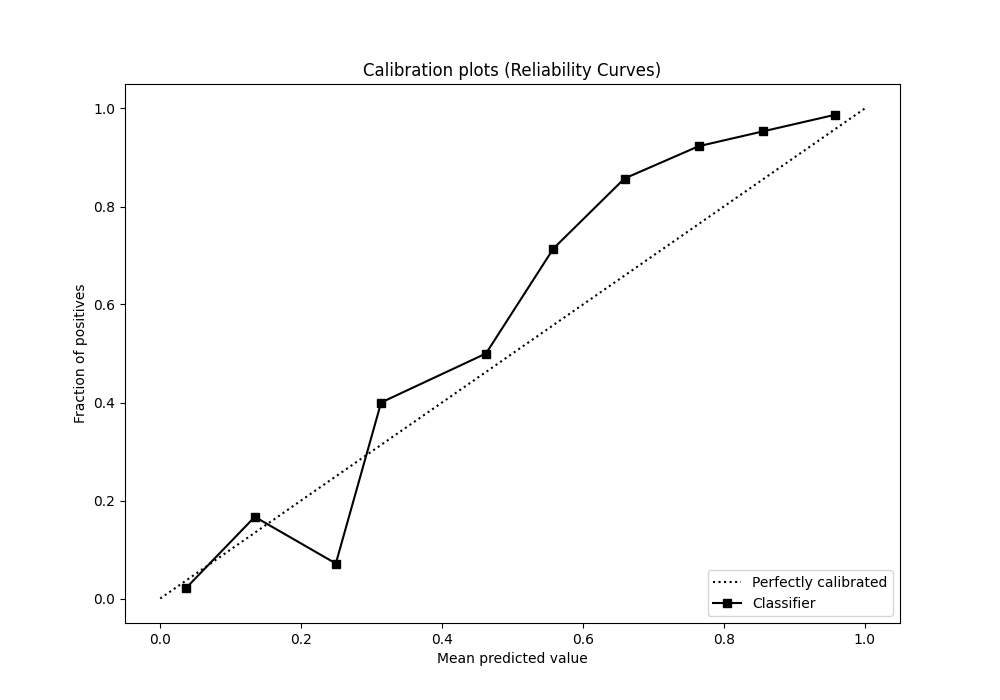 Calibration plots (Reliability Curves)
1.0
0.8
0.6
0.4
0.2
0.0
Fraction of positives
0.0 0.2 0.4 0.6 0.8 1.0
Mean predicted value
Perfectly calibrated
Classifier